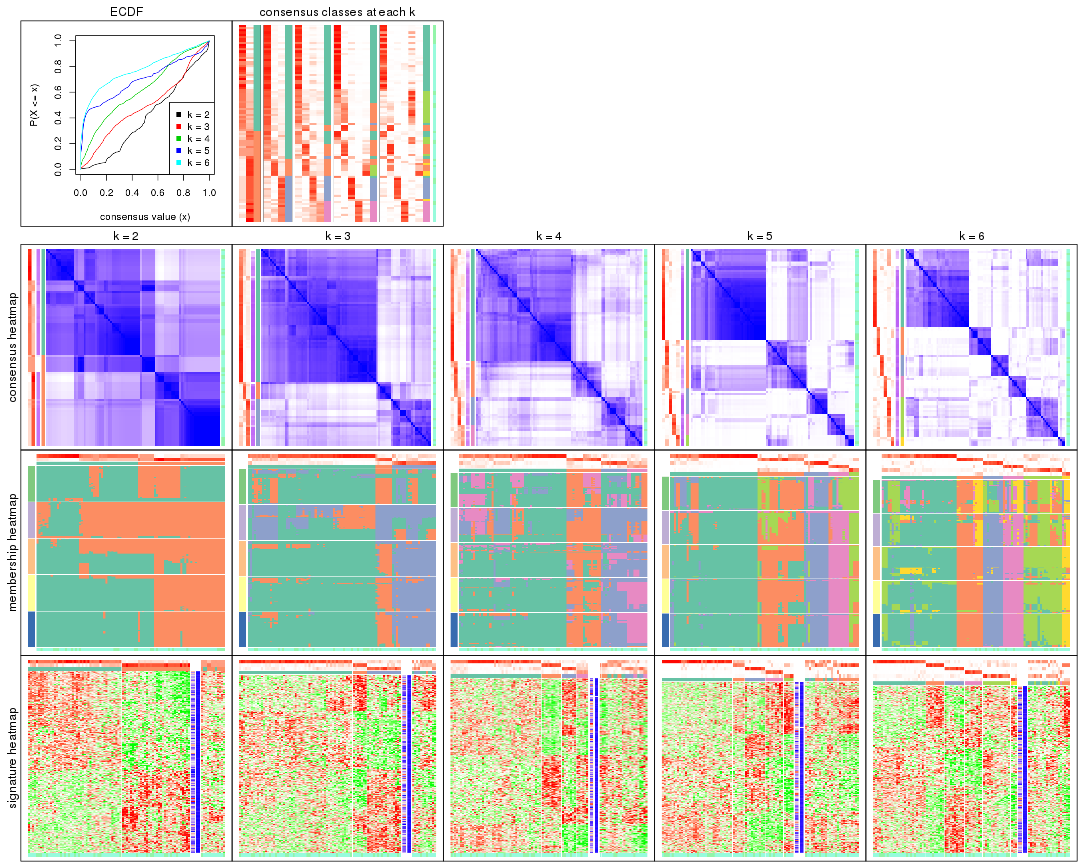 ECDF
consensus classes at each k
P(X <= x)
0.0
0.2
0.4
0.6
0.8
1.0
k = 2
k = 3
k = 4
k = 5
k = 6
0.0 0.2 0.4 0.6 0.8 1.0
consensus value (x)
k = 2
k = 3
k = 4
k = 5
k = 6
consensus heatmap
membership heatmap
signature heatmap